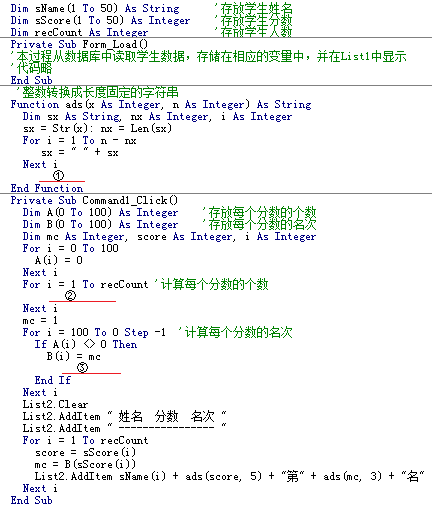 Dim sName(1 To 50) As String    '存放学生姓名
Dim sScore(1 To 50) As Integer    '存放学生分数
Dim recCount As Integer    '存放学生人数
Private Sub Form_Load()
'本过程从数据库中读取学生数据，存储在相应的变量中，并在List1中显示
'代码略
End Sub
'整数转换成长度固定的字符串
Function ads(x As Integer, n As Integer) As String
Dim sx As String, nx As Integer, i As Integer
sx = Str(x): nx = Len(sx)
For i = 1 To n - nx
sx = " " + sx
Next i
①
End Function
Private Sub Command1_Click()
Dim A(0 To 100) As Integer    '存放每个分数的个数
Dim B(0 To 100) As Integer    '存放每个分数的名次
Dim mc As Integer, score As Integer, i As Integer
For i = 0 To 100
A(i) = 0
Next i
For i = 1 To recCount '计算每个分数的个数
②
Next i
mc = 1
For i = 100 To 0 Step -1  '计算每个分数的名次
If A(i) <> 0 Then
B(i) = mc
③
End If
Next i
List2.Clear
List2.AddItem " 姓名  分数  名次 "
List2.AddItem " ---------------- "
For i = 1 To recCount
score = sScore(i)
mc = B(sScore(i))
List2.AddItem sName(i) + ads(score, 5) + "第" + ads(mc, 3) + "名"
Next i
End Sub